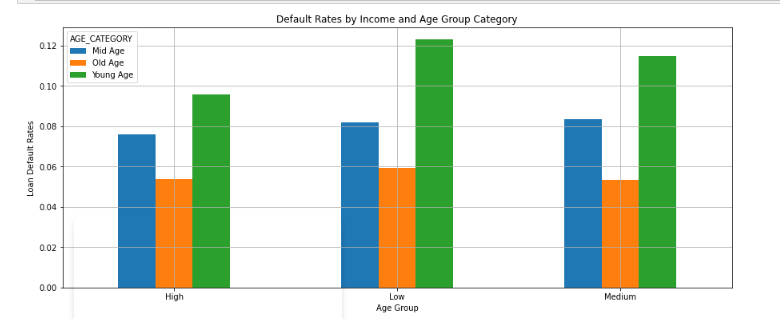 Default Rates by Income and Age Group Category
AGE_CATEGORY
Mid Age
Old Age
Young Age
0.12
0.10
0.08
0.06
0.04
0.02
0.00
Loan Default Rates
High
Low
Medium
Age Group